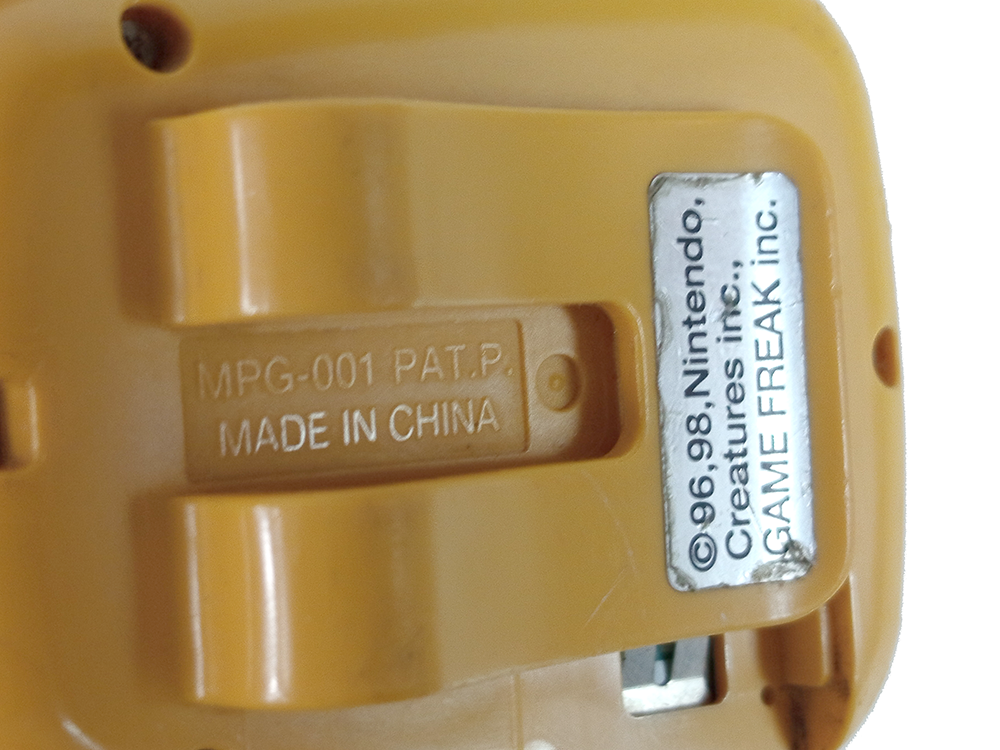 MPG-001 PAT.P.
MADE IN CHINA
©96,98,Nintendo,
Creatures inc.,
GAME FREAK inc.